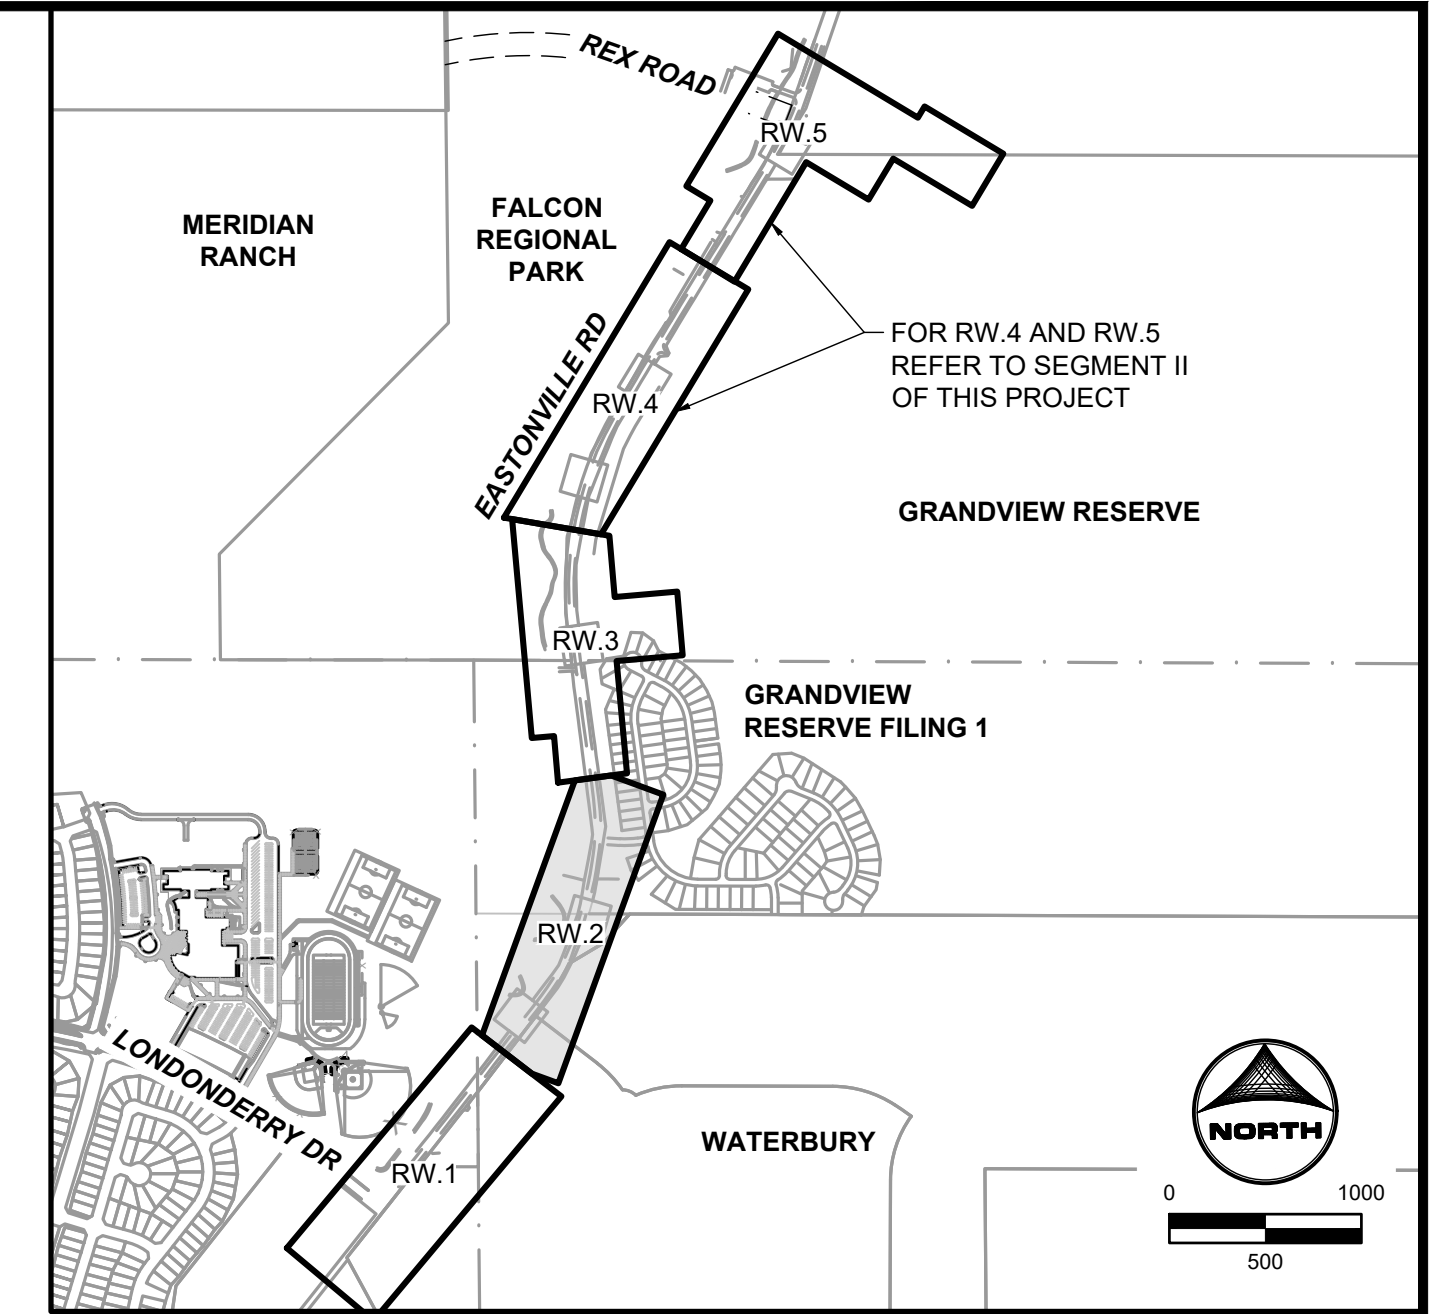 REX ROAD
RW.5
MERIDIAN
RANCH
FALCON
REGIONAL
PARK
EASTONVILLE RD
FOR RW.4 AND RW.5
REFER TO SEGMENT II
OF THIS PROJECT
RW.4
GRANDVIEW RESERVE
RW.3
GRANDVIEW
RESERVE FILING 1
RW.2
LONDONDERRY DR
RW.1
WATERBURY
NORTH
0 1000
500